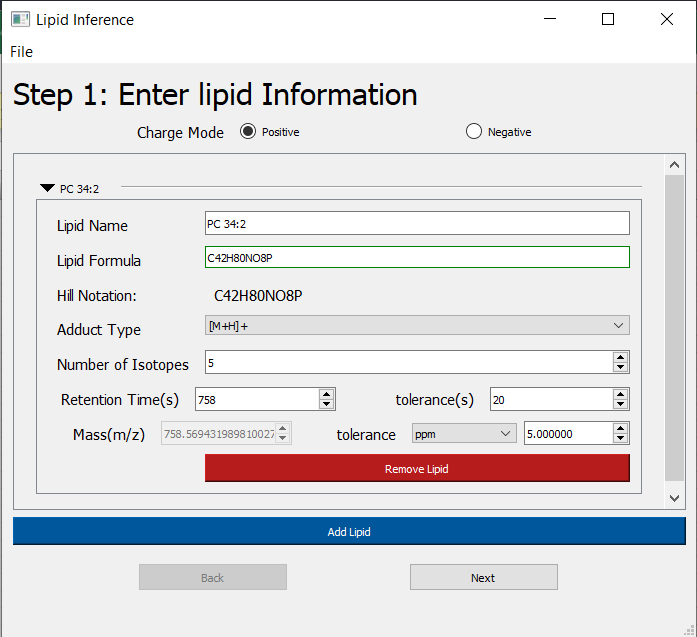 Lipid Inference
File
Step 1: Enter lipid Information
Charge Mode Positive Negative
PC 34:2
Lipid Name PC 34:2
Lipid Formula C42H80NO8P
Hill Notation: C42H80NO8P
Adduct Type [M+H]+
Number of Isotopes 5
Retention Time(s) 758 tolerance(s) 20
Mass(m/z) 758.569431989810027 tolerance ppm 5.000000
Remove Lipid
Add Lipid
Back Next